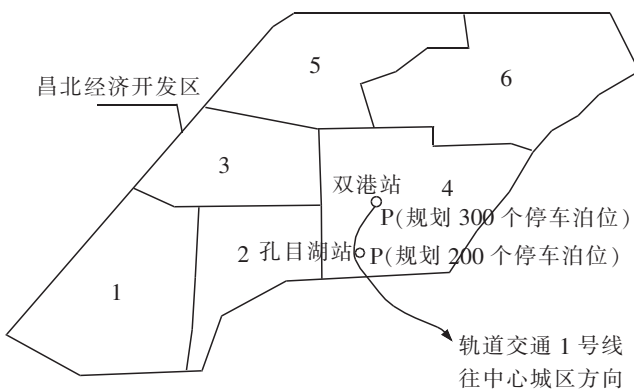 5
6
昌北经济开发区
3
双港站
4
P(规划 300 个停车泊位)
2
孔目湖站
P(规划 200 个停车泊位)
1
轨道交通 1 号线
往中心城区方向